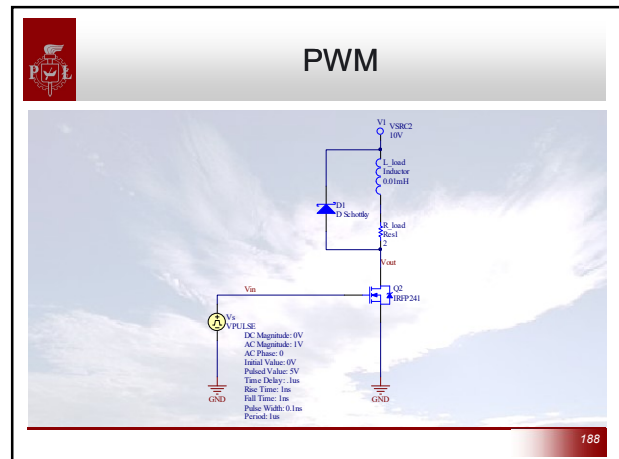 P Ł
PWM
V1 VSRC2
10V
L_load
Inductor
0.01mH
D1
D Schottky
R_load
Res1
2
Vout
Vin
Q2
IRFP241
Vs
VPULSE
DC Magnitude: 0V
AC Magnitude: 1V
AC Phase: 0
Initial Value: 0V
Pulsed Value: 5V
Time Delay: .1us
Rise Time: 1ns
Fall Time: 1ns
Pulse Width: 0.1ns
Period: 1us
GND
GND
188